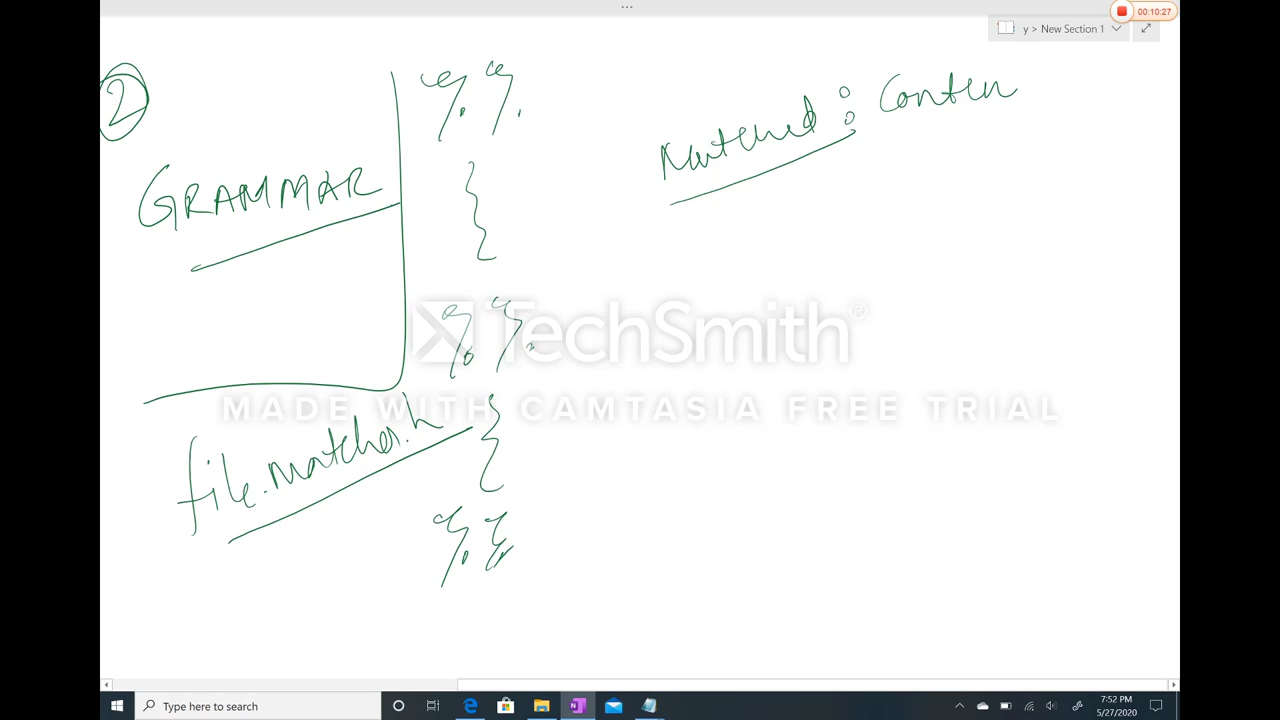 00:10:27
y > New Section 1
2
%% 
Matched : Conten
GRAMMAR
{
%%
TechSmith®
MADE WITH CAMTASIA FREE TRIAL
file.matcher.h
{
%%
Type here to search
7:52 PM
5/27/2020